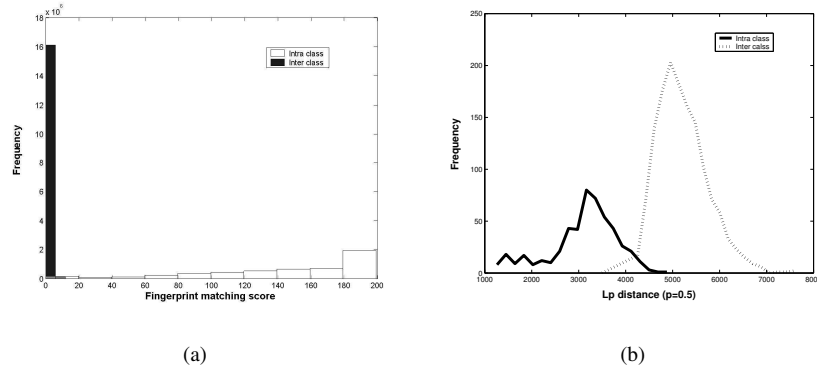 x 10^6
18
16
14
12
10
8
6
4
2
0
Frequency
Intra class
Inter class
0 20 40 60 80 100 120 140 160 180 200
Fingerprint matching score
(a)
250
200
150
100
50
0
Frequency
Intra class
Inter calss
1000 2000 3000 4000 5000 6000 7000 800
Lp distance (p=0.5)
(b)